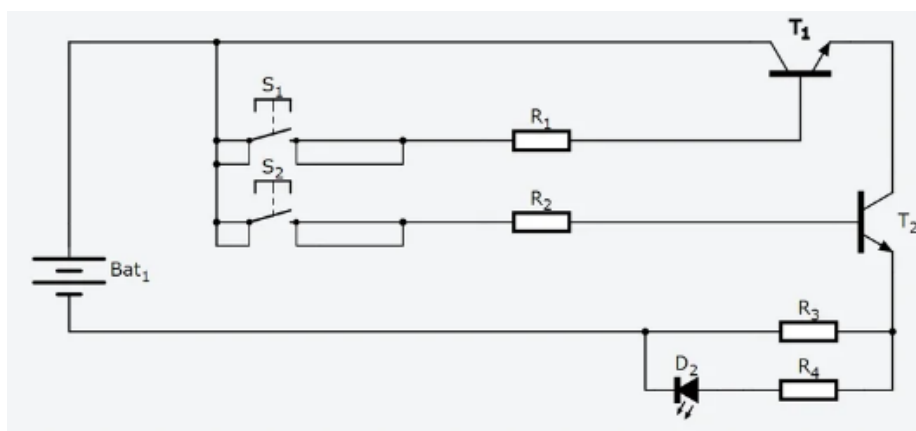 T₁
S₁
R₁
S₂
R₂
T₂
Bat₁
R₃
D₂
R₄